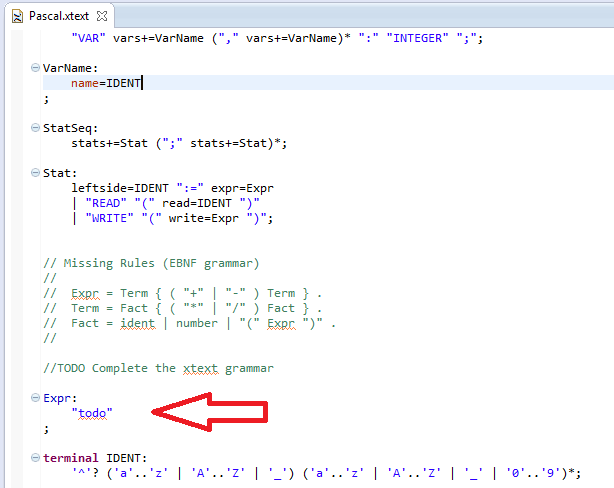 Pascal.xtext
"VAR" vars+=VarName ("," vars+=VarName)* ":" "INTEGER" ";";
VarName:
name=IDENT
;
StatSeq:
stats+=Stat (";" stats+=Stat)*;
Stat:
leftside=IDENT ":=" expr=Expr
| "READ" "(" read=IDENT ")"
| "WRITE" "(" write=Expr ")";
// Missing Rules (EBNF grammar)
//
// Expr = Term { ( "+" | "-" ) Term } .
// Term = Fact { ( "*" | "/" ) Fact } .
// Fact = ident | number | "(" Expr ")" .
//
//TODO Complete the xtext grammar
Expr:
"todo"
;
terminal IDENT:
'^'? ('a'..'z' | 'A'..'Z' | '_') ('a'..'z' | 'A'..'Z' | '_' | '0'..'9')*;